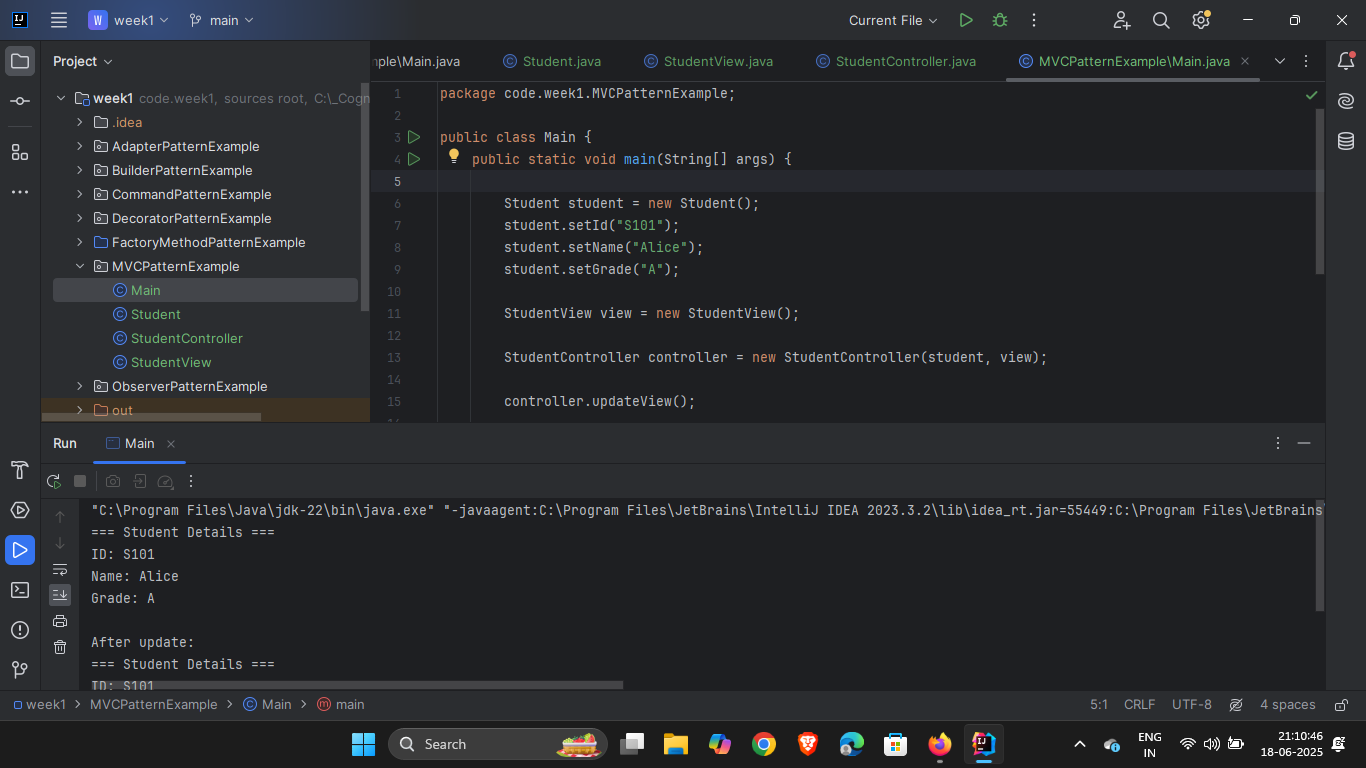 W week1 main Current File
Project
mple\Main.java Student.java StudentView.java StudentController.java MVCPatternExample\Main.java
week1 code.week1, sources root, C:\_Cogn
.idea
AdapterPatternExample
BuilderPatternExample
CommandPatternExample
DecoratorPatternExample
FactoryMethodPatternExample
MVCPatternExample
Main
Student
StudentController
StudentView
ObserverPatternExample
out
1 package code.week1.MVCPatternExample;
2
3 public class Main {
4 public static void main(String[] args) {
5
6 Student student = new Student();
7 student.setId("S101");
8 student.setName("Alice");
9 student.setGrade("A");
10
11 StudentView view = new StudentView();
12
13 StudentController controller = new StudentController(student, view);
14
15 controller.updateView();
Run Main
"C:\Program Files\Java\jdk-22\bin\java.exe" "-javaagent:C:\Program Files\JetBrains\IntelliJ IDEA 2023.3.2\lib\idea_rt.jar=55449:C:\Program Files\JetBrains\
=== Student Details ===
ID: S101
Name: Alice
Grade: A
After update:
=== Student Details ===
ID: S101
week1 > MVCPatternExample > Main > main 5:1 CRLF UTF-8 4 spaces
Search
ENG
IN
21:10:46
18-06-2025